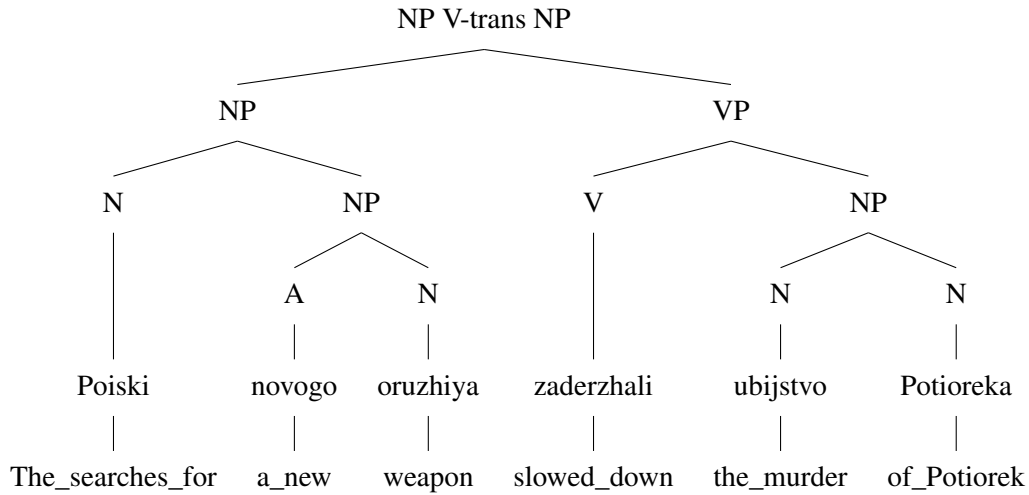 NP V-trans NP
NP VP
N NP V NP
A N N N
Poiski novogo oruzhiya zaderzhali ubijstvo Potioreka
The_searches_for a_new weapon slowed_down the_murder of_Potiorek